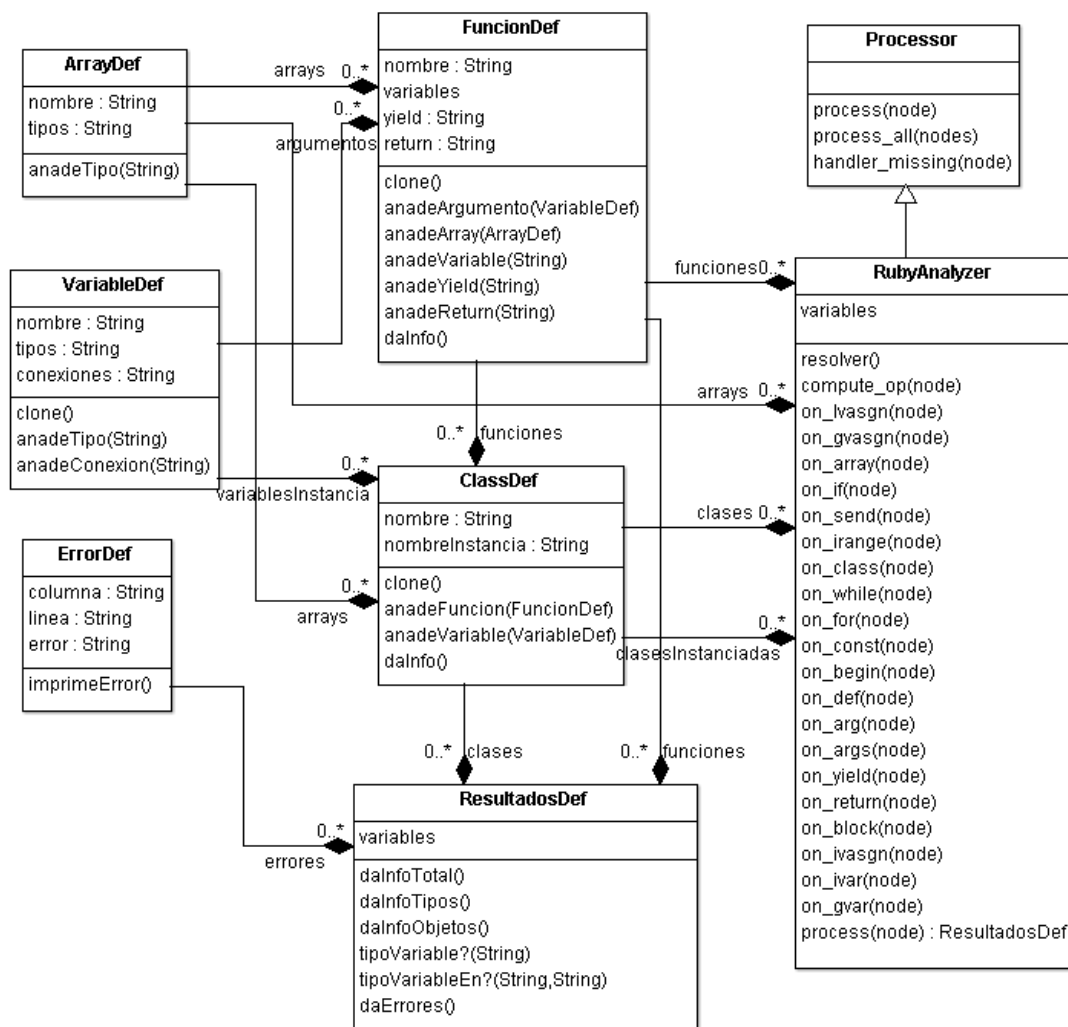 FuncionDef
nombre : String
variables
yield : String
return : String
clone()
anadeArgumento(VariableDef)
anadeArray(ArrayDef)
anadeVariable(String)
anadeYield(String)
anadeReturn(String)
daInfo()
Processor
process(node)
process_all(nodes)
handler_missing(node)
ArrayDef
nombre : String
tipos : String
anadeTipo(String)
arrays 0..*
0..*
argumentos
VariableDef
nombre : String
tipos : String
conexiones : String
clone()
anadeTipo(String)
anadeConexion(String)
funciones 0..*
RubyAnalyzer
variables
resolver()
compute_op(node)
on_lvasgn(node)
on_gvasgn(node)
on_array(node)
on_if(node)
on_send(node)
on_irange(node)
on_class(node)
on_while(node)
on_for(node)
on_const(node)
on_begin(node)
on_def(node)
on_arg(node)
on_args(node)
on_yield(node)
on_return(node)
on_block(node)
on_ivasgn(node)
on_ivar(node)
on_gvar(node)
process(node) : ResultadosDef
arrays 0..*
0..* funciones
0..*
variablesInstancia
ClassDef
nombre : String
nombreInstancia : String
clone()
anadeFuncion(FuncionDef)
anadeVariable(VariableDef)
daInfo()
clases 0..*
0..*
clasesInstanciadas
ErrorDef
columna : String
linea : String
error : String
imprimeError()
0..*
arrays
0..* clases
0..* funciones
0..*
errores
ResultadosDef
variables
daInfoTotal()
daInfoTipos()
daInfoObjetos()
tipoVariable?(String)
tipoVariableEn?(String,String)
daErrores()